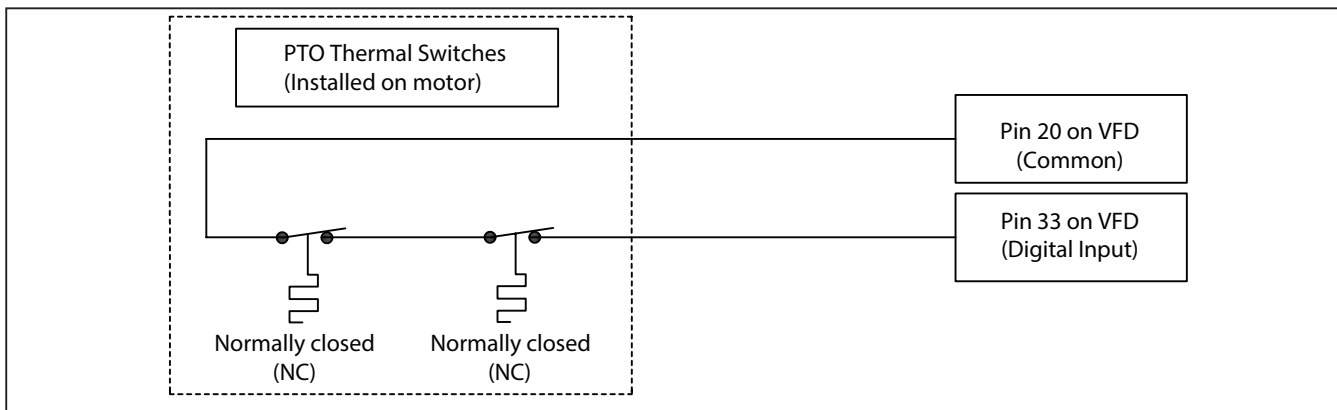 PTO Thermal Switches
(Installed on motor)
Pin 20 on VFD
(Common)
Pin 33 on VFD
(Digital Input)
Normally closed
(NC)
Normally closed
(NC)